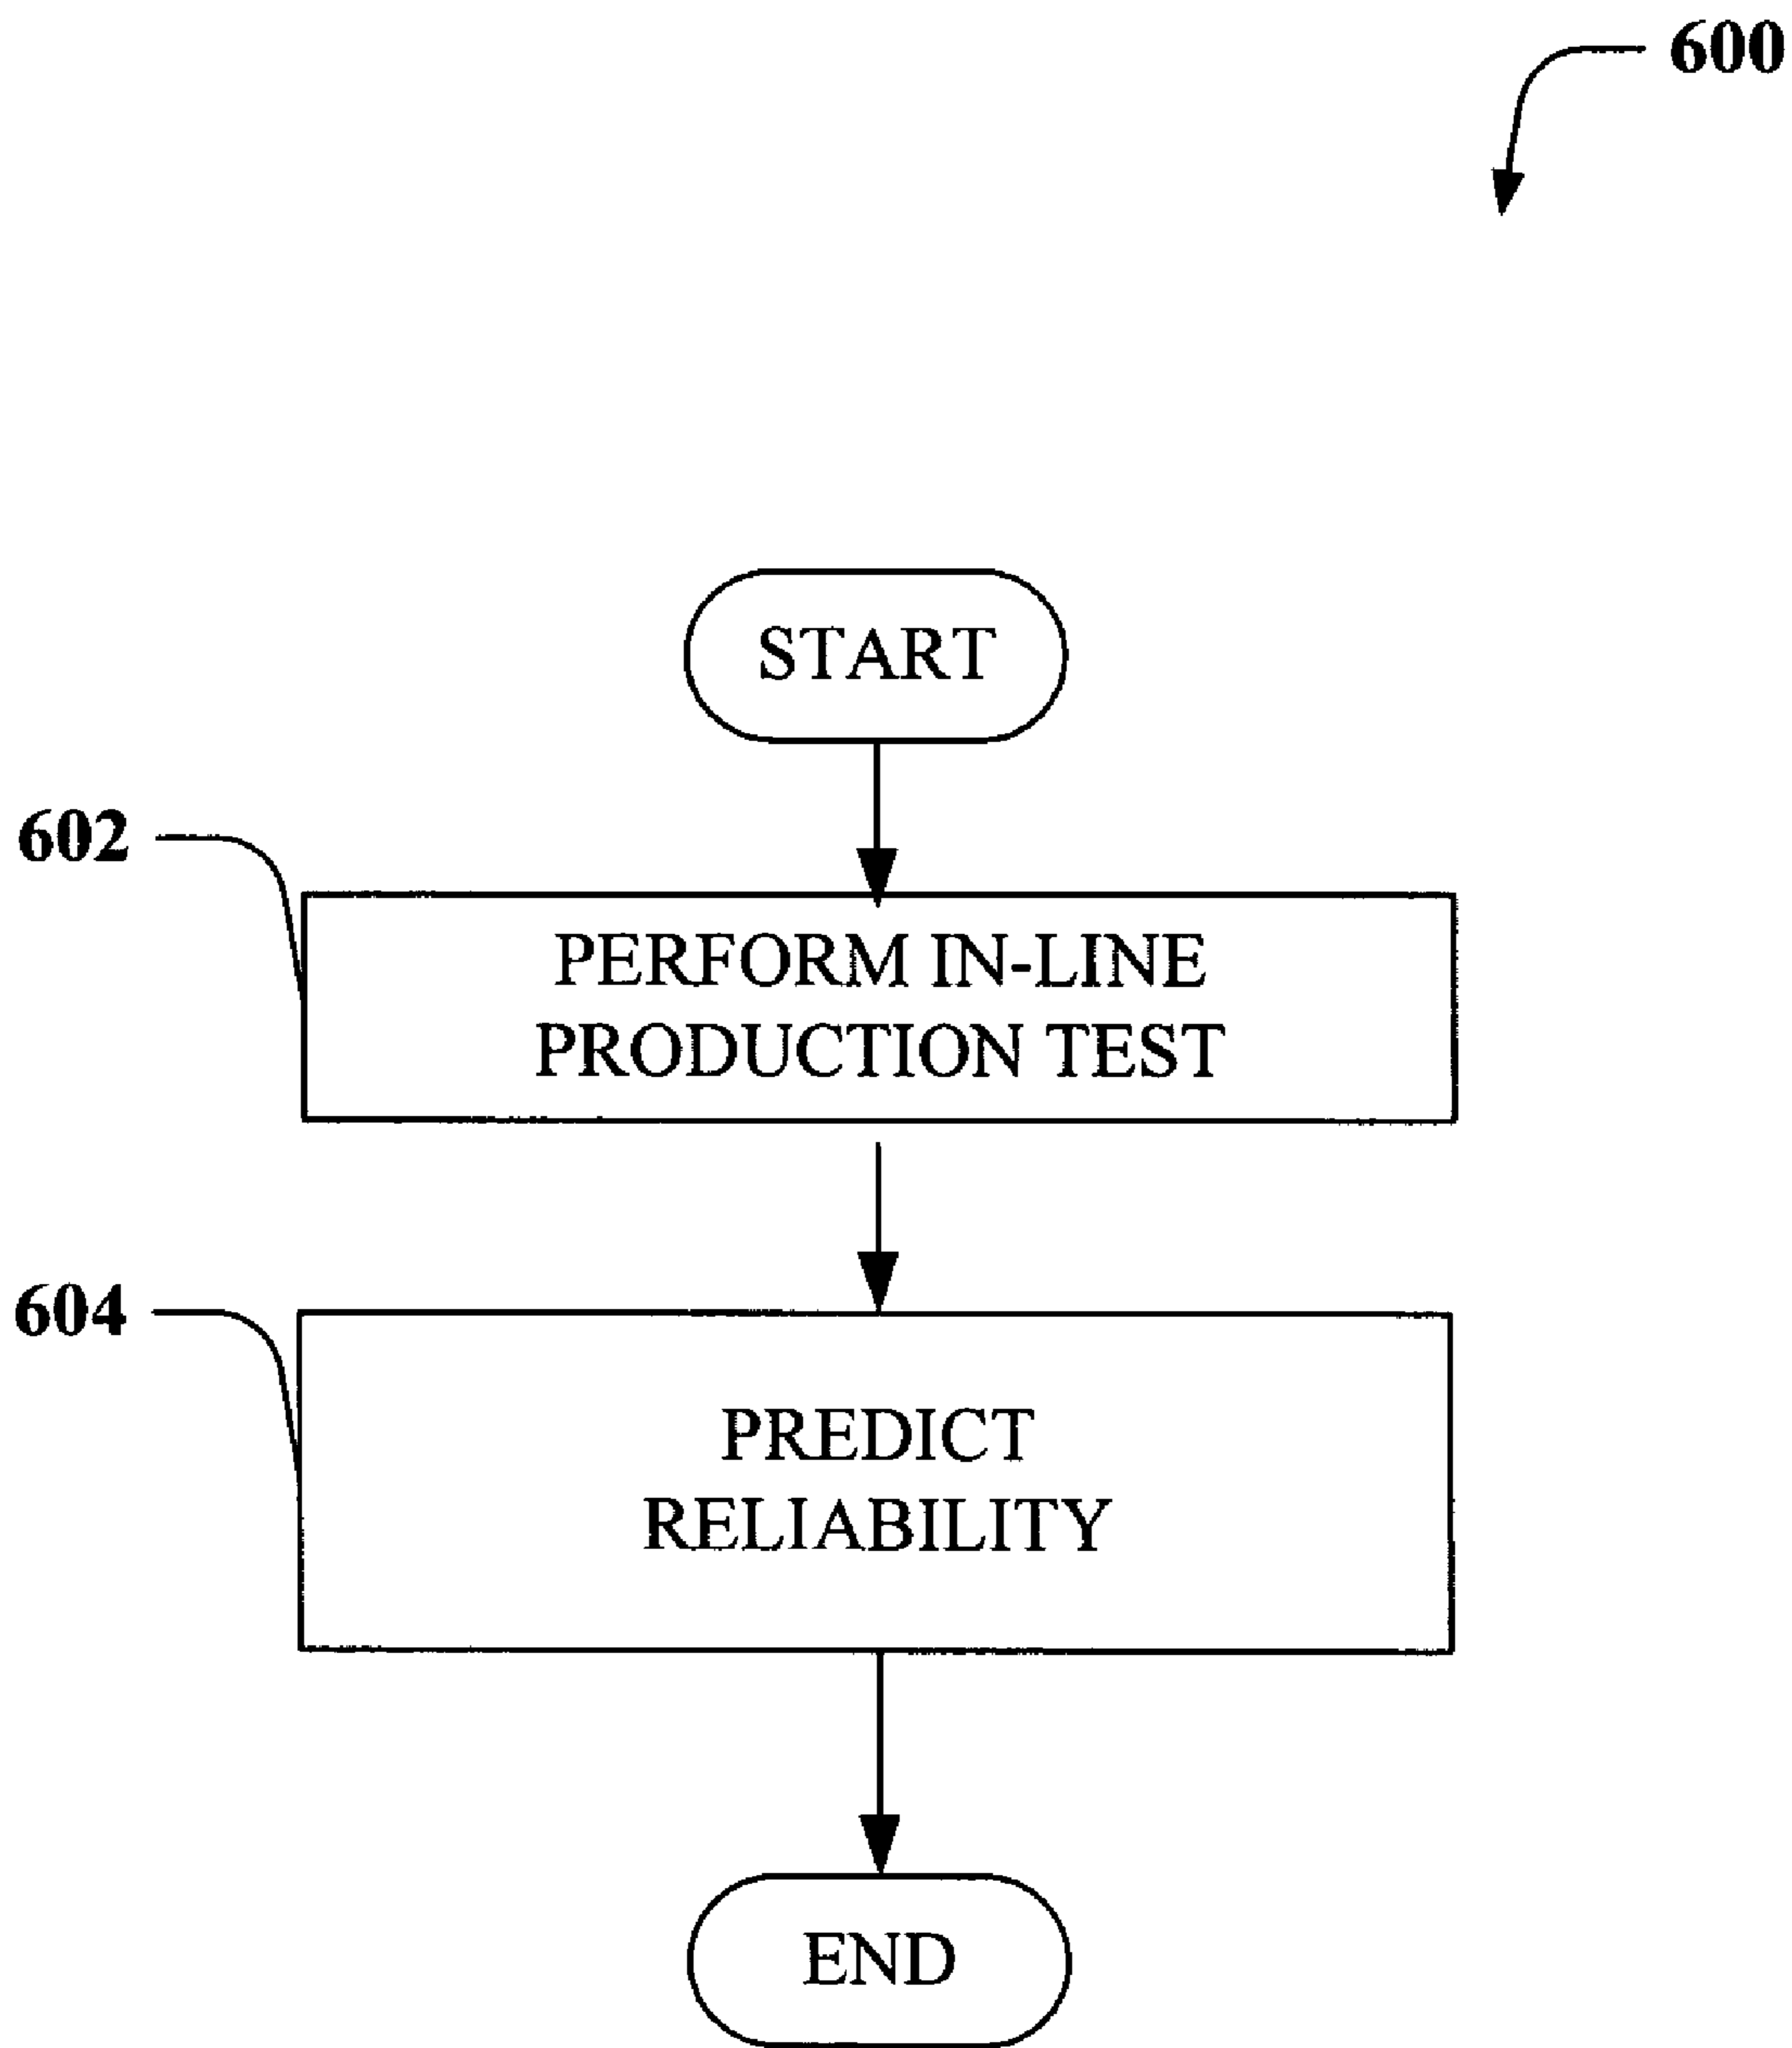 600
START
602
PERFORM IN-LINE
PRODUCTION TEST
604
PREDICT
RELIABILITY
END